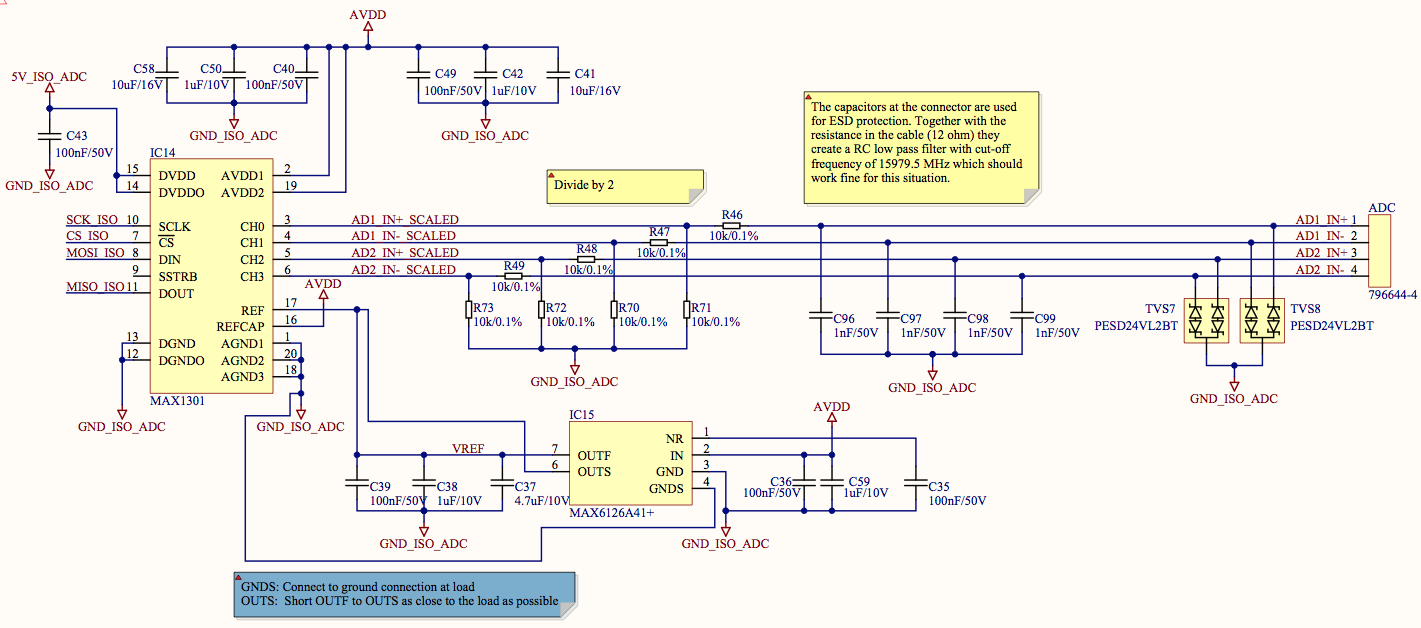 AVDD
C58
10uF/16V
C50
1uF/10V
C40
100nF/50V
C49
100nF/50V
C42
1uF/10V
C41
10uF/16V
GND_ISO_ADC
GND_ISO_ADC
5V_ISO_ADC
C43
100nF/50V
GND_ISO_ADC
The capacitors at the connector are used
for ESD protection. Together with the
resistance in the cable (12 ohm) they
create a RC low pass filter with cut-off
frequency of 15979.5 MHz which should
work fine for this situation.
Divide by 2
IC14
15 DVDD
14 DVDDO
SCK_ISO 10 SCLK
CS_ISO 7 CS
MOSI_ISO 8 DIN
9 SSTRB
MISO_ISO 11 DOUT
13 DGND
12 DGNDO
AVDD1 2
AVDD2 19
CH0 3 AD1_IN+_SCALED
CH1 4 AD1_IN-_SCALED
CH2 5 AD2_IN+_SCALED
CH3 6 AD2_IN-_SCALED
REF 17
REFCAP 16
AGND1 1
AGND2 20
AGND3 18
MAX1301
AVDD
GND_ISO_ADC
GND_ISO_ADC
R46
10k/0.1%
R47
10k/0.1%
R48
10k/0.1%
R49
10k/0.1%
R73
10k/0.1%
R72
10k/0.1%
R70
10k/0.1%
R71
10k/0.1%
GND_ISO_ADC
C96
1nF/50V
C97
1nF/50V
C98
1nF/50V
C99
1nF/50V
GND_ISO_ADC
ADC
AD1_IN+ 1
AD1_IN- 2
AD2_IN+ 3
AD2_IN- 4
796644-4
TVS7
PESD24VL2BT
TVS8
PESD24VL2BT
GND_ISO_ADC
IC15
VREF
7 OUTF
6 OUTS
NR 1
IN 2
GND 3
GNDS 4
MAX6126A41+
AVDD
C39
100nF/50V
C38
1uF/10V
C37
4.7uF/10V
GND_ISO_ADC
C36
100nF/50V
C59
1uF/10V
C35
100nF/50V
GND_ISO_ADC
GNDS: Connect to ground connection at load
OUTS: Short OUTF to OUTS as close to the load as possible